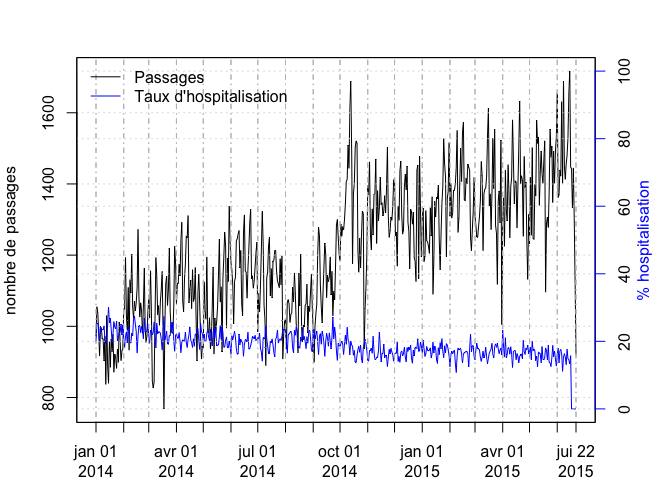 Passages
Taux d'hospitalisation
nombre de passages
800
1000
1200
1400
1600
% hospitalisation
0
20
40
60
80
100
jan 01
2014
avr 01
2014
jul 01
2014
oct 01
2014
jan 01
2015
avr 01
2015
jui 22
2015